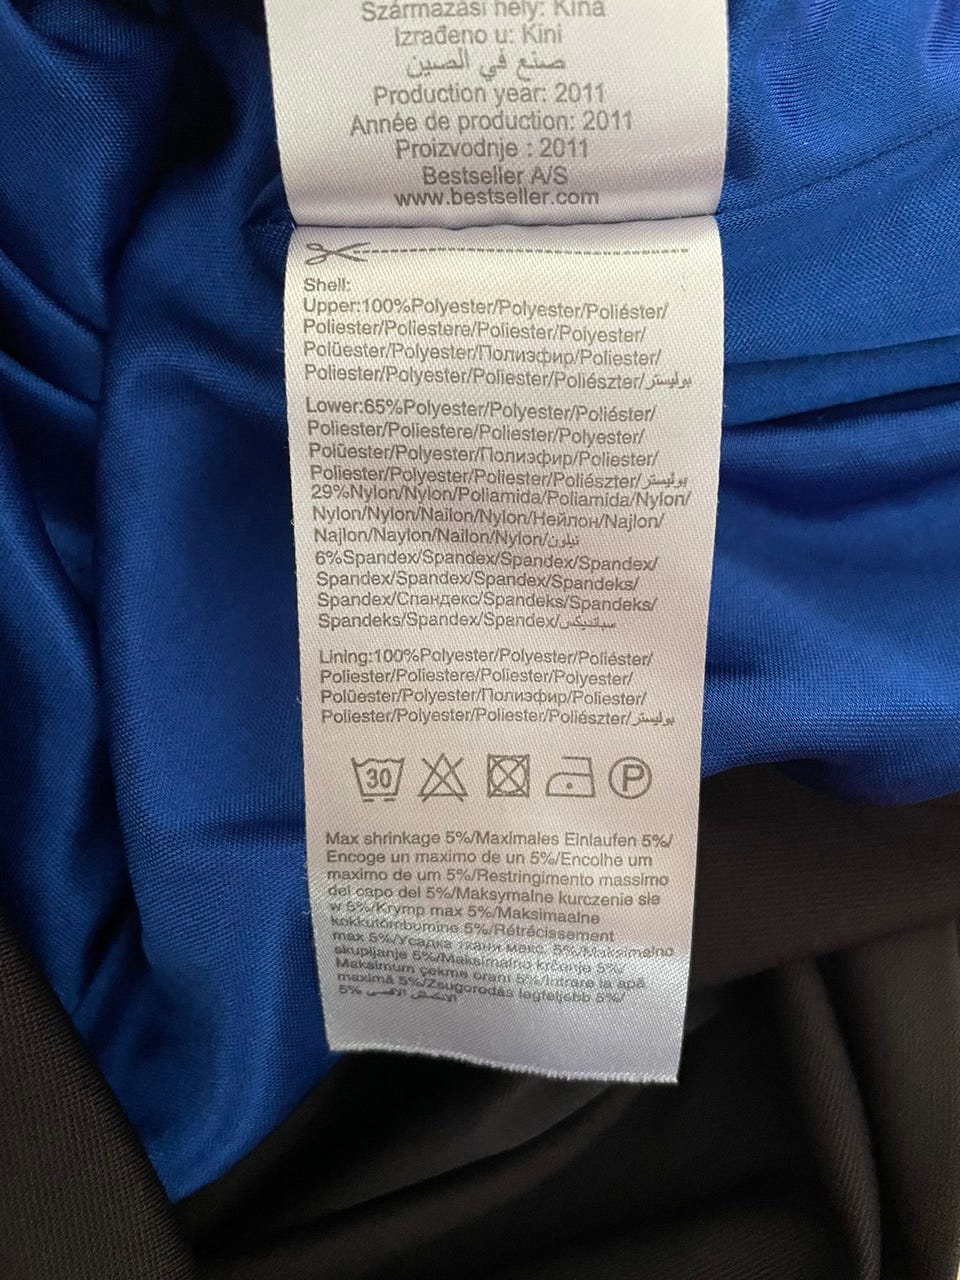 Származási hely: Kína
Izrađeno u: Kini
صنع في الصين
Production year: 2011
Année de production: 2011
Proizvodnje : 2011
Bestseller A/S
www.bestseller.com
Shell:
Upper:100%Polyester/Polyester/Poliéster/
Poliester/Poliestere/Poliester/Polyester/
Polüester/Polyester/Полиэфир/Poliester/
Poliester/Polyester/Poliester/Poliészter/بوليستر
Lower:65%Polyester/Polyester/Poliéster/
Poliester/Poliestere/Poliester/Polyester/
Polüester/Polyester/Полиэфир/Poliester/
Poliester/Polyester/Poliester/Poliészter/بوليستر
29%Nylon/Nylon/Poliamida/Poliamida/Nylon/
Nylon/Nylon/Nailon/Nylon/Нейлон/Najlon/
Najlon/Naylon/Nailon/Nylon/نيلون
6%Spandex/Spandex/Spandex/Spandex/
Spandex/Spandex/Spandex/Spandeks/
Spandex/Спандекс/Spandeks/Spandeks/
Spandeks/Spandex/Spandex/سبانديكس
Lining:100%Polyester/Polyester/Poliéster/
Poliester/Poliestere/Poliester/Polyester/
Polüester/Polyester/Полиэфир/Poliester/
Poliester/Polyester/Poliester/Poliészter/بوليستر
30 P
Max shrinkage 5%/Maximales Einlaufen 5%/
Encoge un maximo de un 5%/Encolhe um
maximo de um 5%/Restringimento massimo
del capo del 5%/Maksymalne kurczenie sie
w 5%/Krymp max 5%/Maksimaalne
kokkutõmbumine 5%/Rétrécissement
max 5%/Усадка ткани макс. 5%/Maksimalno
skupljanje 5%/Maksimalno krčenje 5%/
Maksimum çekme oranı 5%/Intrare la apă
maximă 5%/Zsugorodás legfeljebb 5%/
5% الانكماش الاقصى